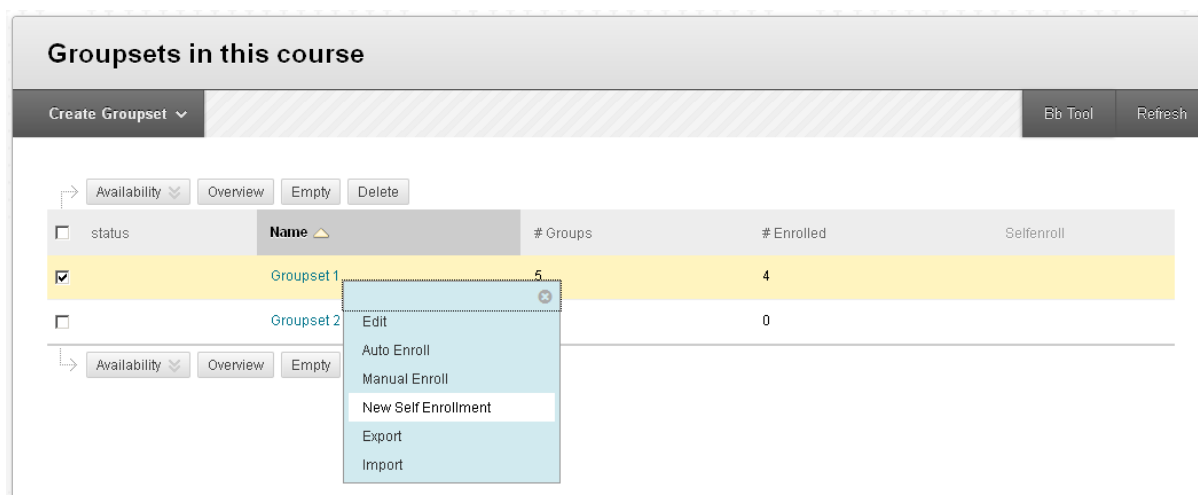 Groupsets in this course
Create Groupset Bb Tool Refresh
Availability Overview Empty Delete
status Name # Groups # Enrolled Selfenroll
Groupset 1 5 4
Groupset 2 0
Edit
Auto Enroll
Availability Overview Empty
Manual Enroll
New Self Enrollment
Export
Import